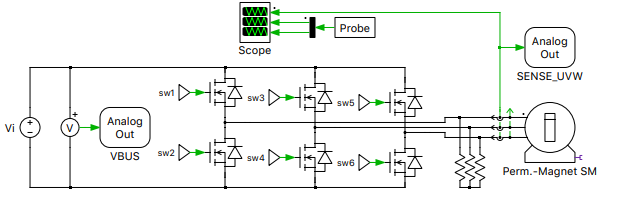 Probe
Scope
Analog
Out
SENSE_UVW
sw1
sw3
sw5
Vi
+
−
+
V
Analog
Out
VBUS
sw2
sw4
sw6
Perm.-Magnet SM